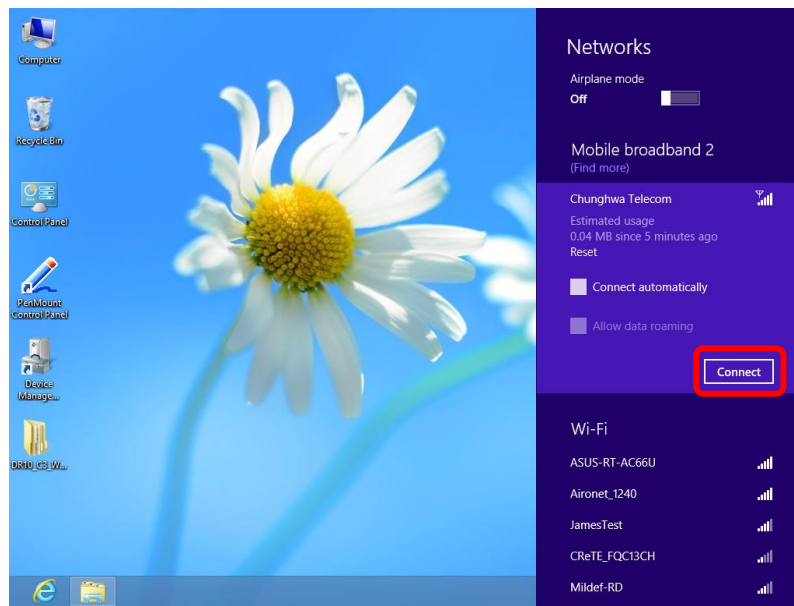 Computer
Recycle Bin
Control Panel
PenMount
Control Panel
Device
Manage...
DR10_C3_W...
Networks
Airplane mode
Off
Mobile broadband 2
(Find more)
Chunghwa Telecom
Estimated usage
0.04 MB since 5 minutes ago
Reset
Connect automatically
Allow data roaming
Connect
Wi-Fi
ASUS-RT-AC66U
Aironet_1240
JamesTest
CReTE_FQC13CH
Mildef-RD